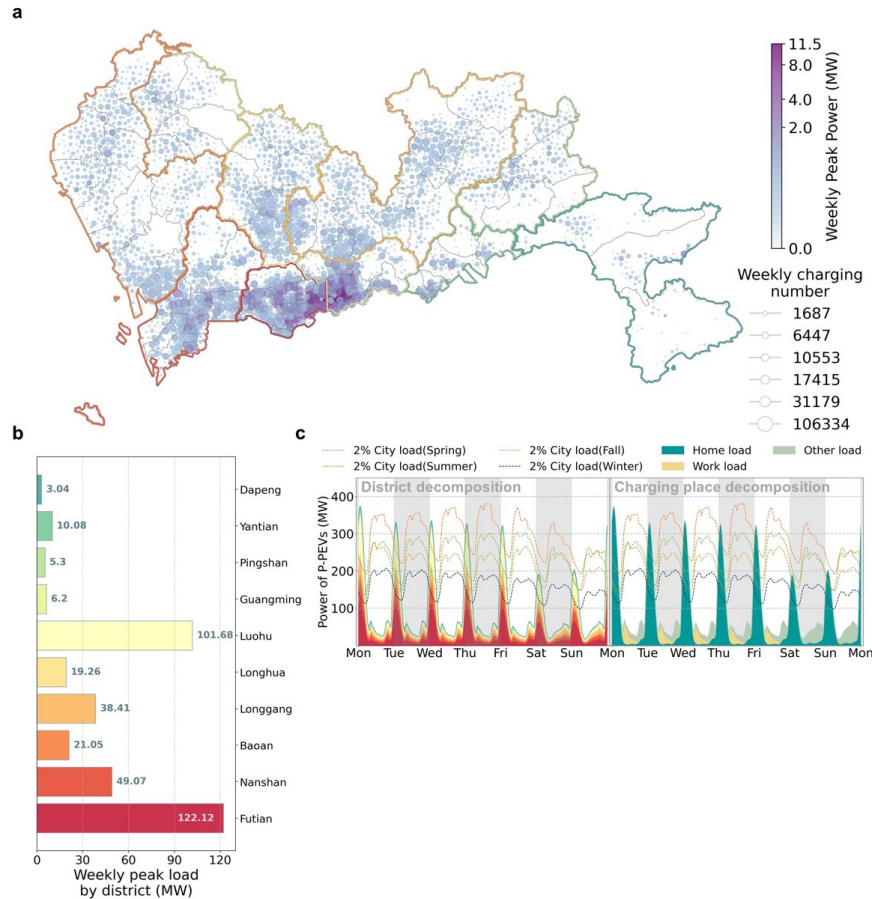 a
11.5
8.0
4.0
2.0
0.0
Weekly Peak Power (MW)
Weekly charging
number
1687
6447
10553
17415
31179
106334
b
3.04
10.08
5.3
6.2
101.68
19.26
38.41
21.05
49.07
122.12
Dapeng
Yantian
Pingshan
Guangming
Luohu
Longhua
Longgang
Baoan
Nanshan
Futian
0 30 60 90 120
Weekly peak load
by district (MW)
c
2% City load(Spring) 2% City load(Fall) Home load Other load
2% City load(Summer) 2% City load(Winter) Work load
District decomposition Charging place decomposition
Power of P-PEVs (MW)
400
300
200
100
Mon Tue Wed Thu Fri Sat Sun Mon Tue Wed Thu Fri Sat Sun Mon